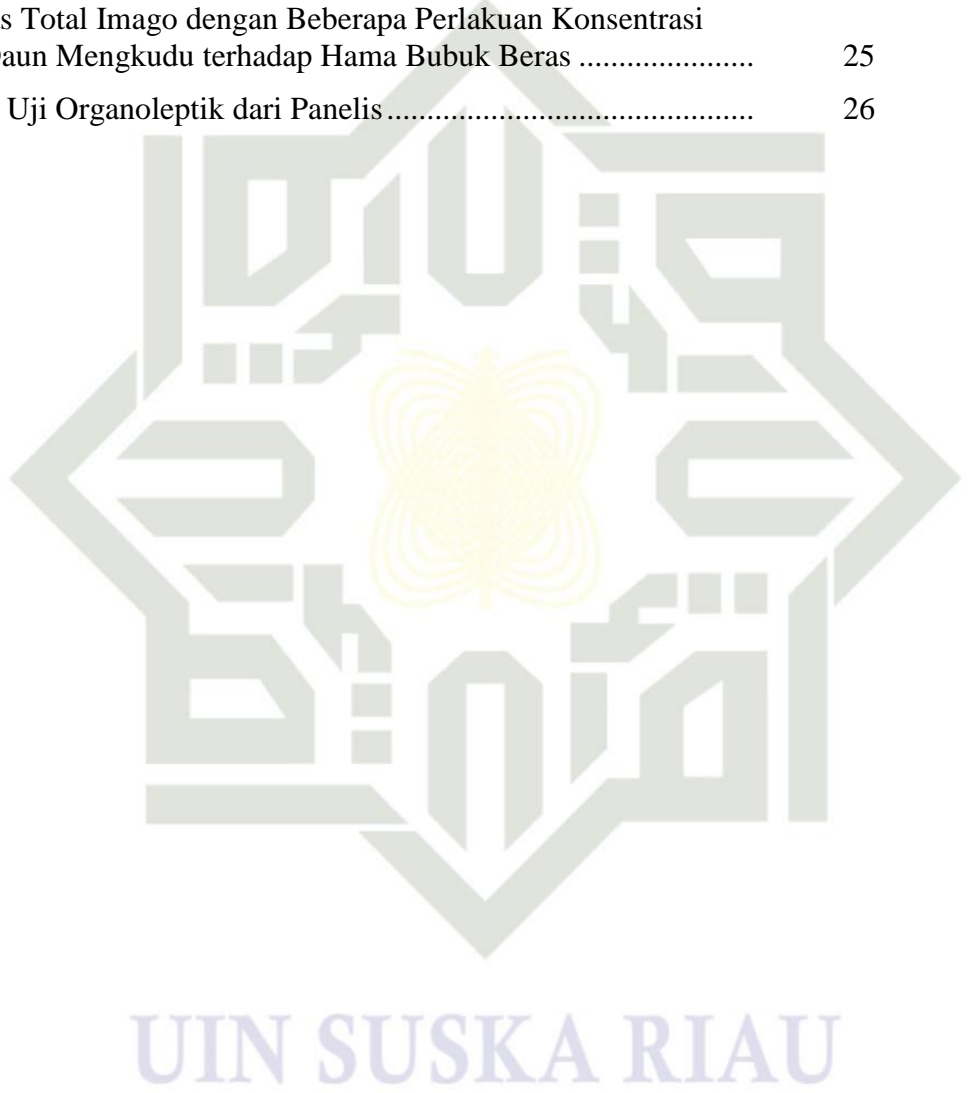 s Total Imago dengan Beberapa Perlakuan Konsentrasi
Daun Mengkudu terhadap Hama Bubuk Beras ...................... 25
Uji Organoleptik dari Panelis .............................................. 26
UIN SUSKA RIAU